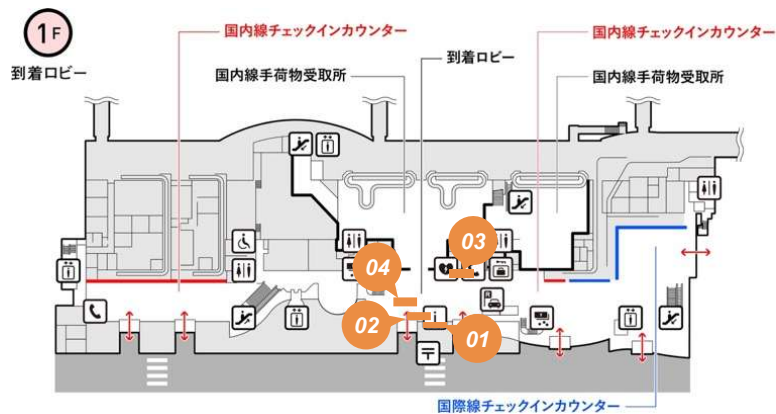 1F
到着ロビー
国内線チェックインカウンター
国内線手荷物受取所
到着ロビー
国内線チェックインカウンター
国内線手荷物受取所
03
04
02
01
i
〒
国際線チェックインカウンター